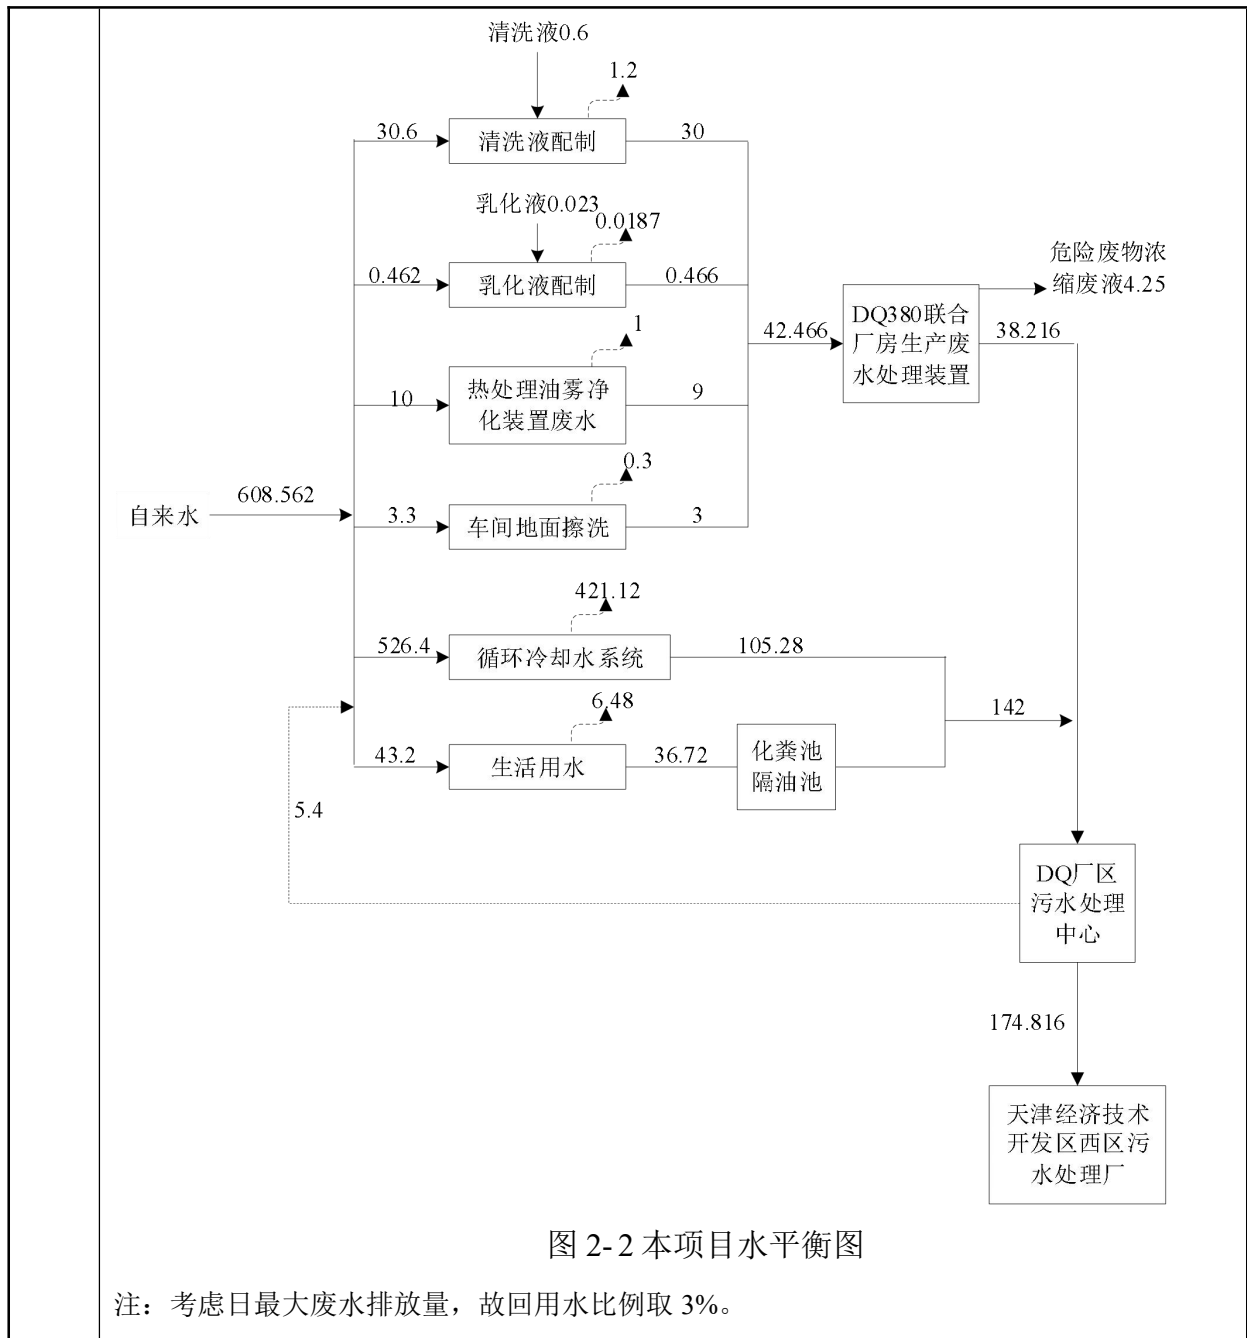 清洗液0.6
1.2
30.6
清洗液配制
30
乳化液0.023
0.0187
0.462
乳化液配制
0.466
危险废物浓
缩废液4.25
1
10
热处理油雾净
化装置废水
9
42.466
DQ380联合
厂房生产废
水处理装置
38.216
0.3
自来水
608.562
3.3
车间地面擦洗
3
421.12
526.4
循环冷却水系统
105.28
6.48
43.2
生活用水
36.72
化粪池
隔油池
142
5.4
DQ厂区
污水处理
中心
174.816
天津经济技术
开发区西区污
水处理厂
图 2-2 本项目水平衡图
注：考虑日最大废水排放量，故回用水比例取 3%。